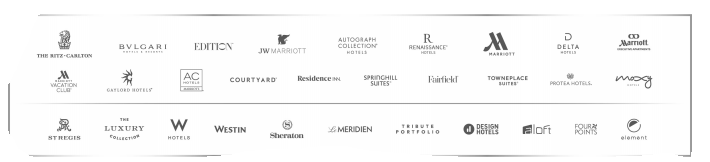 THE RITZ-CARLTON
BVLGARI
HOTELS & RESORTS
EDITION
JW MARRIOTT
AUTOGRAPH
COLLECTION®
HOTELS
R
RENAISSANCE®
HOTELS
MARRIOTT
D
DELTA
HOTELS
Marriott
EXECUTIVE APARTMENTS
MARRIOTT
VACATION
CLUB®
GAYLORD HOTELS®
AC
HOTELS
MARRIOTT
COURTYARD®
Residence INN.
SPRINGHILL
SUITES®
Fairfield®
TOWNEPLACE
SUITES®
PROTEA HOTELS.
moxy
HOTELS
ST REGIS
THE
LUXURY
COLLECTION
W
HOTELS
WESTIN
S
Sheraton
Le MERIDIEN
TRIBUTE
PORTFOLIO
DESIGN
HOTELS
aloft
FOUR
POINTS
element